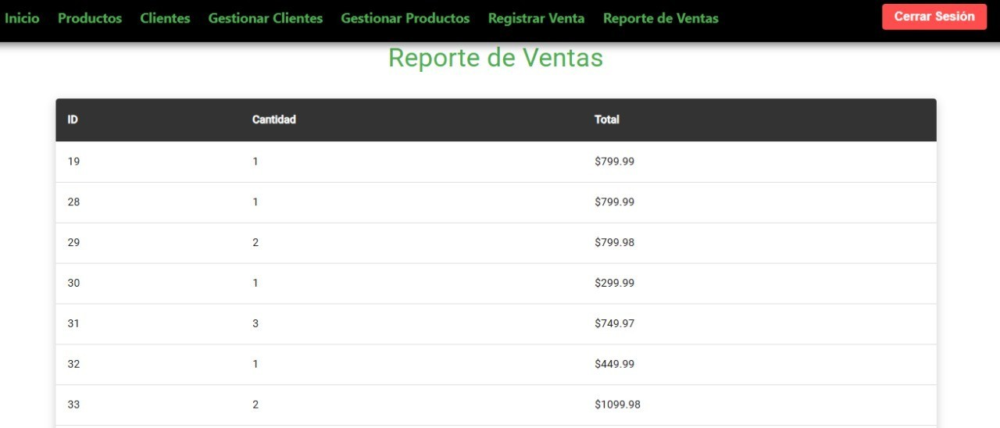 Inicio Productos Clientes Gestionar Clientes Gestionar Productos Registrar Venta Reporte de Ventas Cerrar Sesión
Reporte de Ventas
ID Cantidad Total
19 1 $799.99
28 1 $799.99
29 2 $799.98
30 1 $299.99
31 3 $749.97
32 1 $449.99
33 2 $1099.98